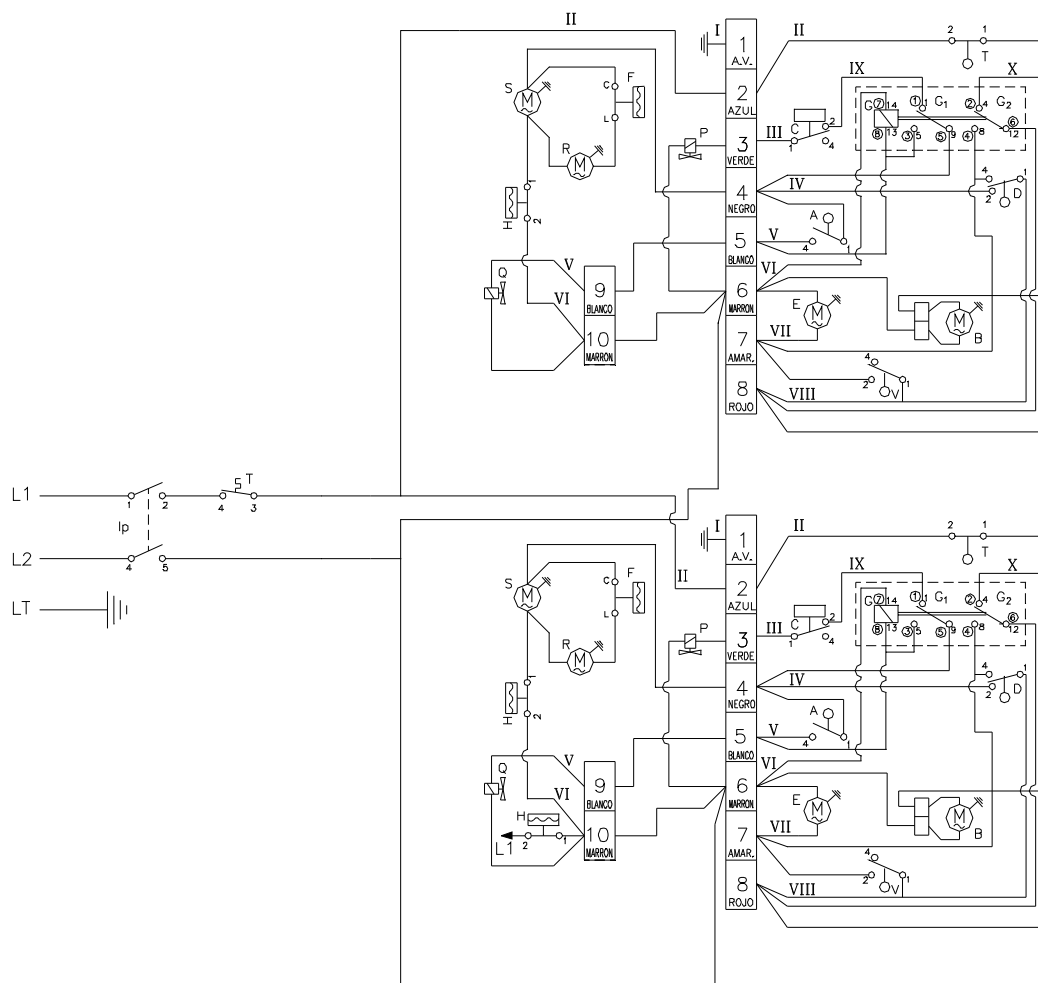 II
I
1
A.V.
II
2
1
T
S
M
F
C
L
R
M
2
AZUL
IX
X
G
7
14
8
13
1
1
G1
2
4
G2
6
12
3
5
5
9
4
8
P
III
C
1
2
4
3
VERDE
H
1
2
4
NEGRO
IV
4
2
1
D
A
4
1
V
5
BLANCO
VI
Q
V
VI
9
BLANCO
10
MARRÓN
6
MARRON
E
M
M
B
7
AMAR.
VII
4
2
1
V
VIII
8
ROJO
L1
1
2
4
3
T
Ip
L2
4
5
LT
I
1
A.V.
II
2
1
T
S
M
F
C
L
R
M
II
2
AZUL
IX
X
G
7
14
8
13
1
1
G1
2
4
G2
6
12
3
5
5
9
4
8
P
III
C
1
2
4
3
VERDE
H
1
2
4
NEGRO
IV
4
2
1
D
A
4
1
V
5
BLANCO
VI
Q
V
VI
9
BLANCO
H
L1
2
1
10
MARRÓN
6
MARRON
E
M
M
B
7
AMAR.
VII
4
2
1
V
VIII
8
ROJO